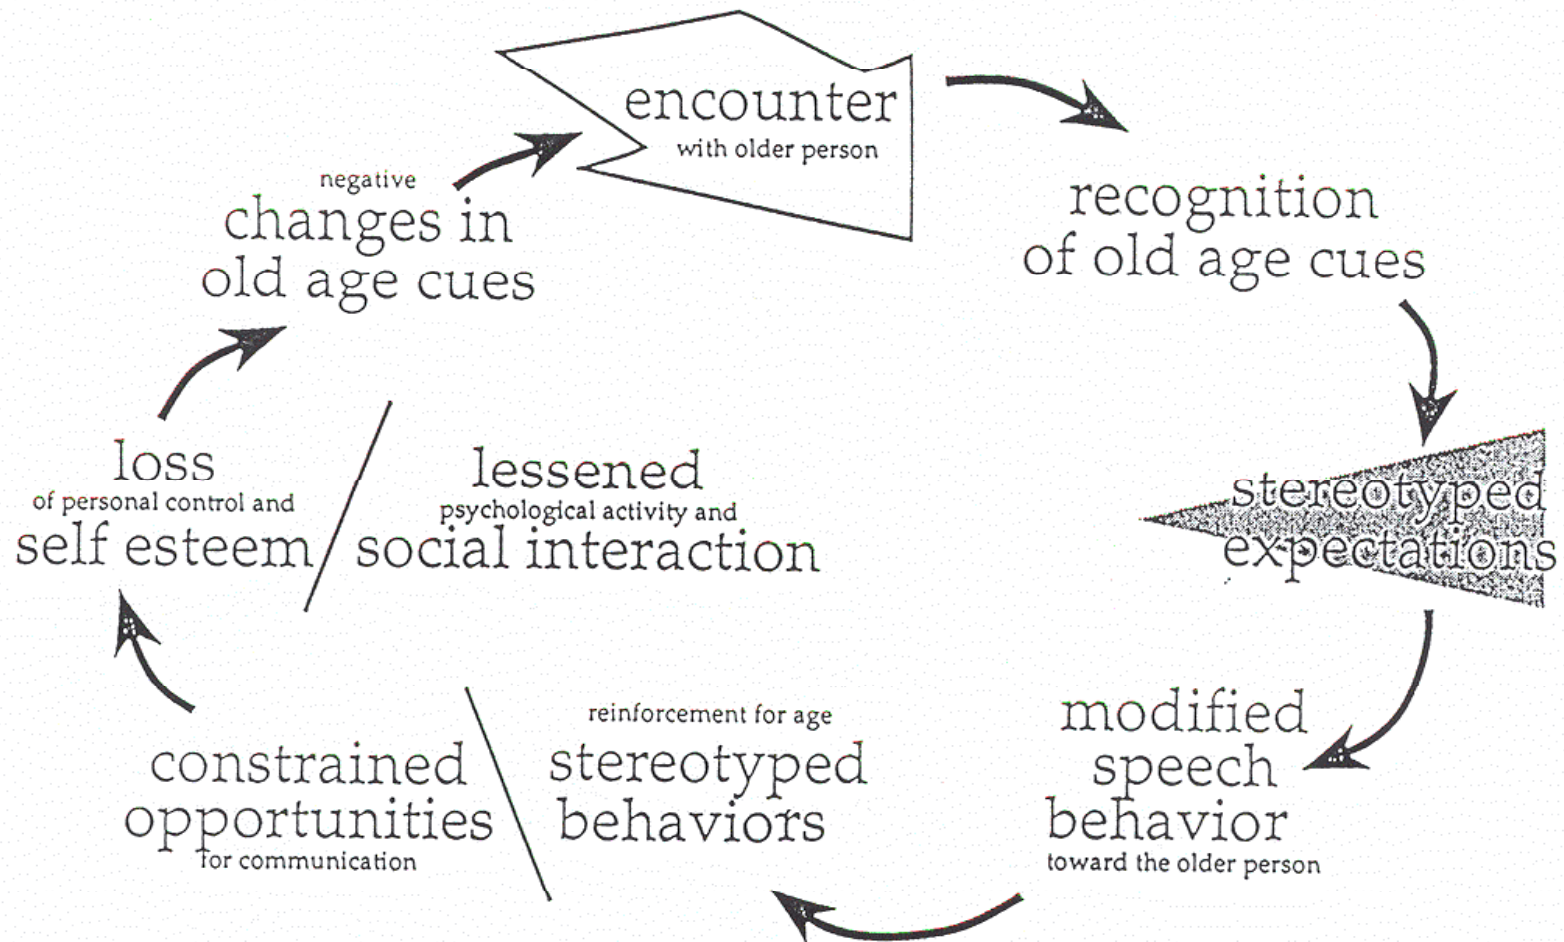 encounter
with older person
recognition
of old age cues
stereotyped
expectations
modified
speech
behavior
toward the older person
reinforcement for age
stereotyped
behaviors
constrained
opportunities
for communication
loss
of personal control and
self esteem
lessened
psychological activity and
social interaction
negative
changes in
old age cues